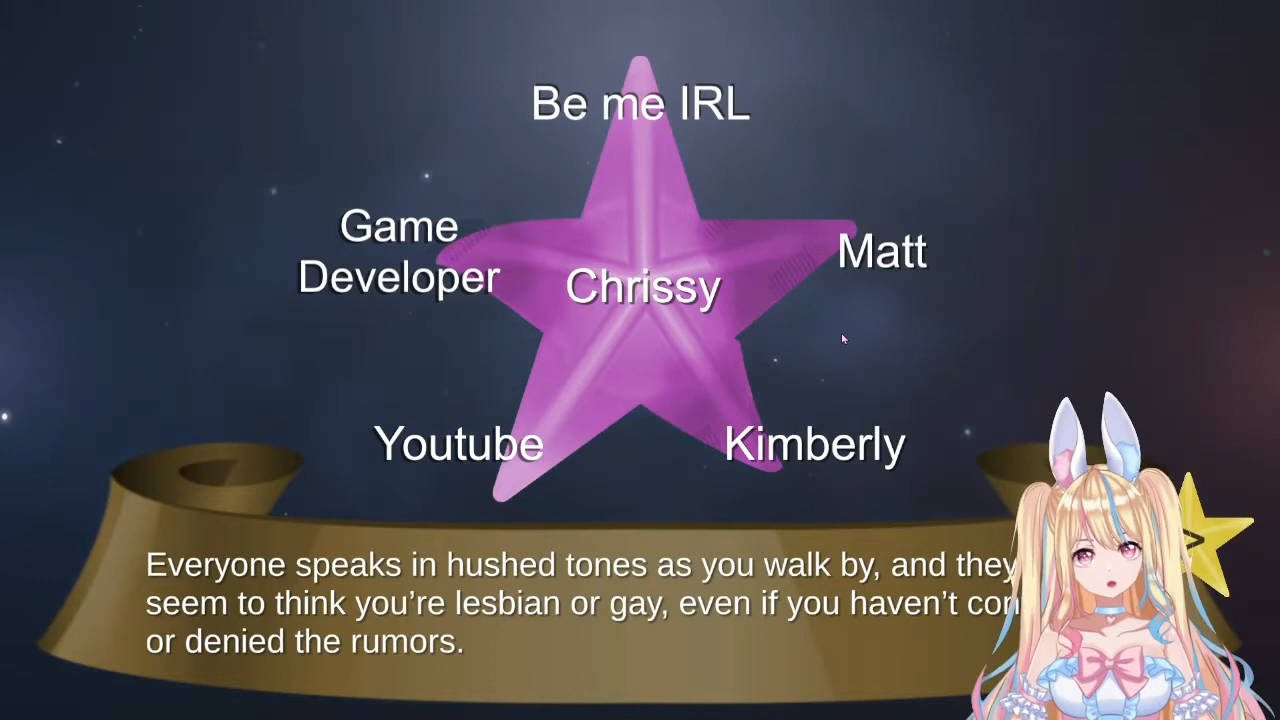 Be me IRL
Game
Developer
Matt
Chrissy
Youtube
Kimberly
Everyone speaks in hushed tones as you walk by, and they
seem to think you’re lesbian or gay, even if you haven’t
or denied the rumors.
>